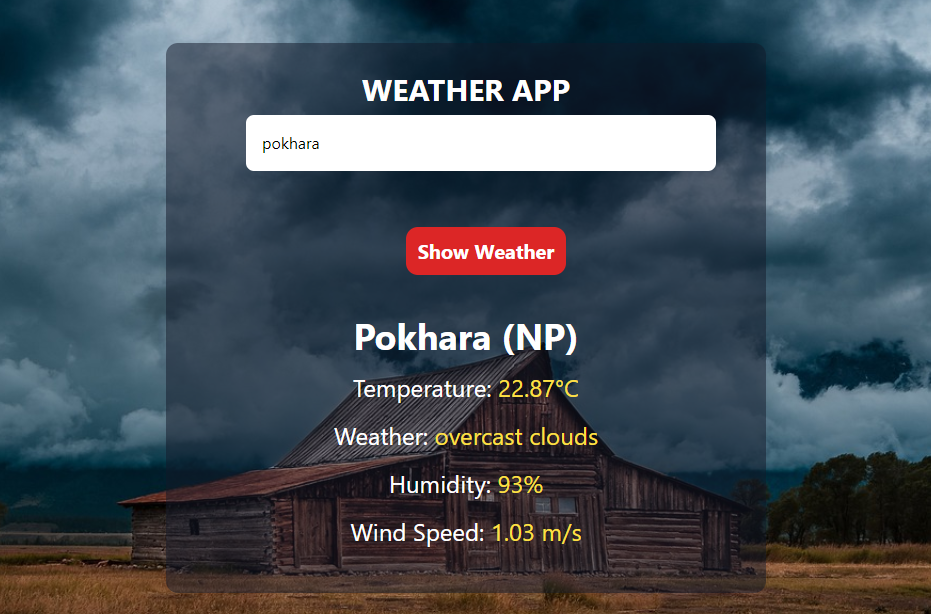 WEATHER APP
pokhara
Show Weather
Pokhara (NP)
Temperature: 22.87°C
Weather: overcast clouds
Humidity: 93%
Wind Speed: 1.03 m/s